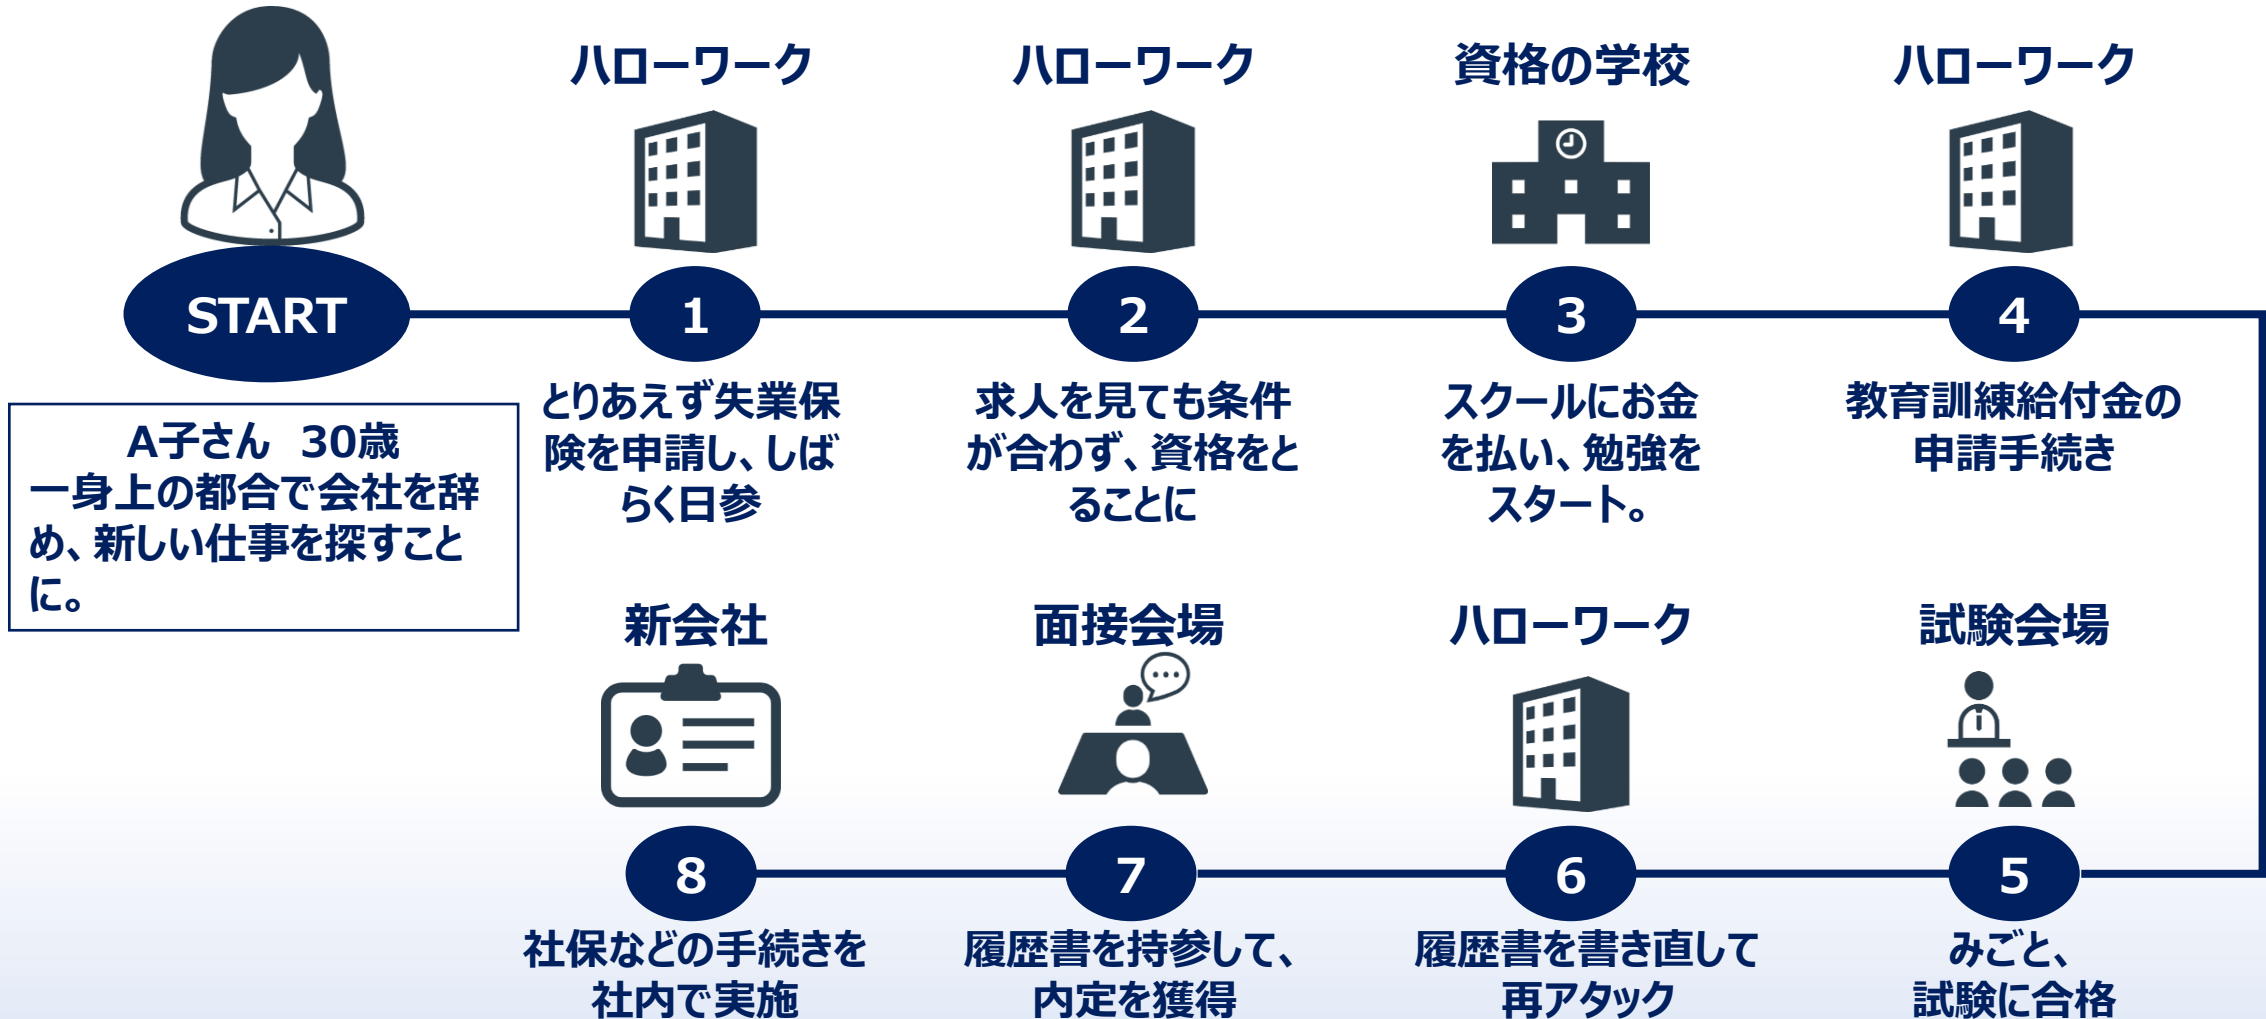 START
A子さん　30歳
一身上の都合で会社を辞
め、新しい仕事を探すこと
に。
ハローワーク
1
とりあえず失業保
険を申請し、しば
らく日参
ハローワーク
2
求人を見ても条件
が合わず、資格をと
ることに
資格の学校
3
スクールにお金
を払い、勉強を
スタート。
ハローワーク
4
教育訓練給付金の
申請手続き
試験会場
5
みごと、
試験に合格
ハローワーク
6
履歴書を書き直して
再アタック
面接会場
7
履歴書を持参して、
内定を獲得
新会社
8
社保などの手続きを
社内で実施